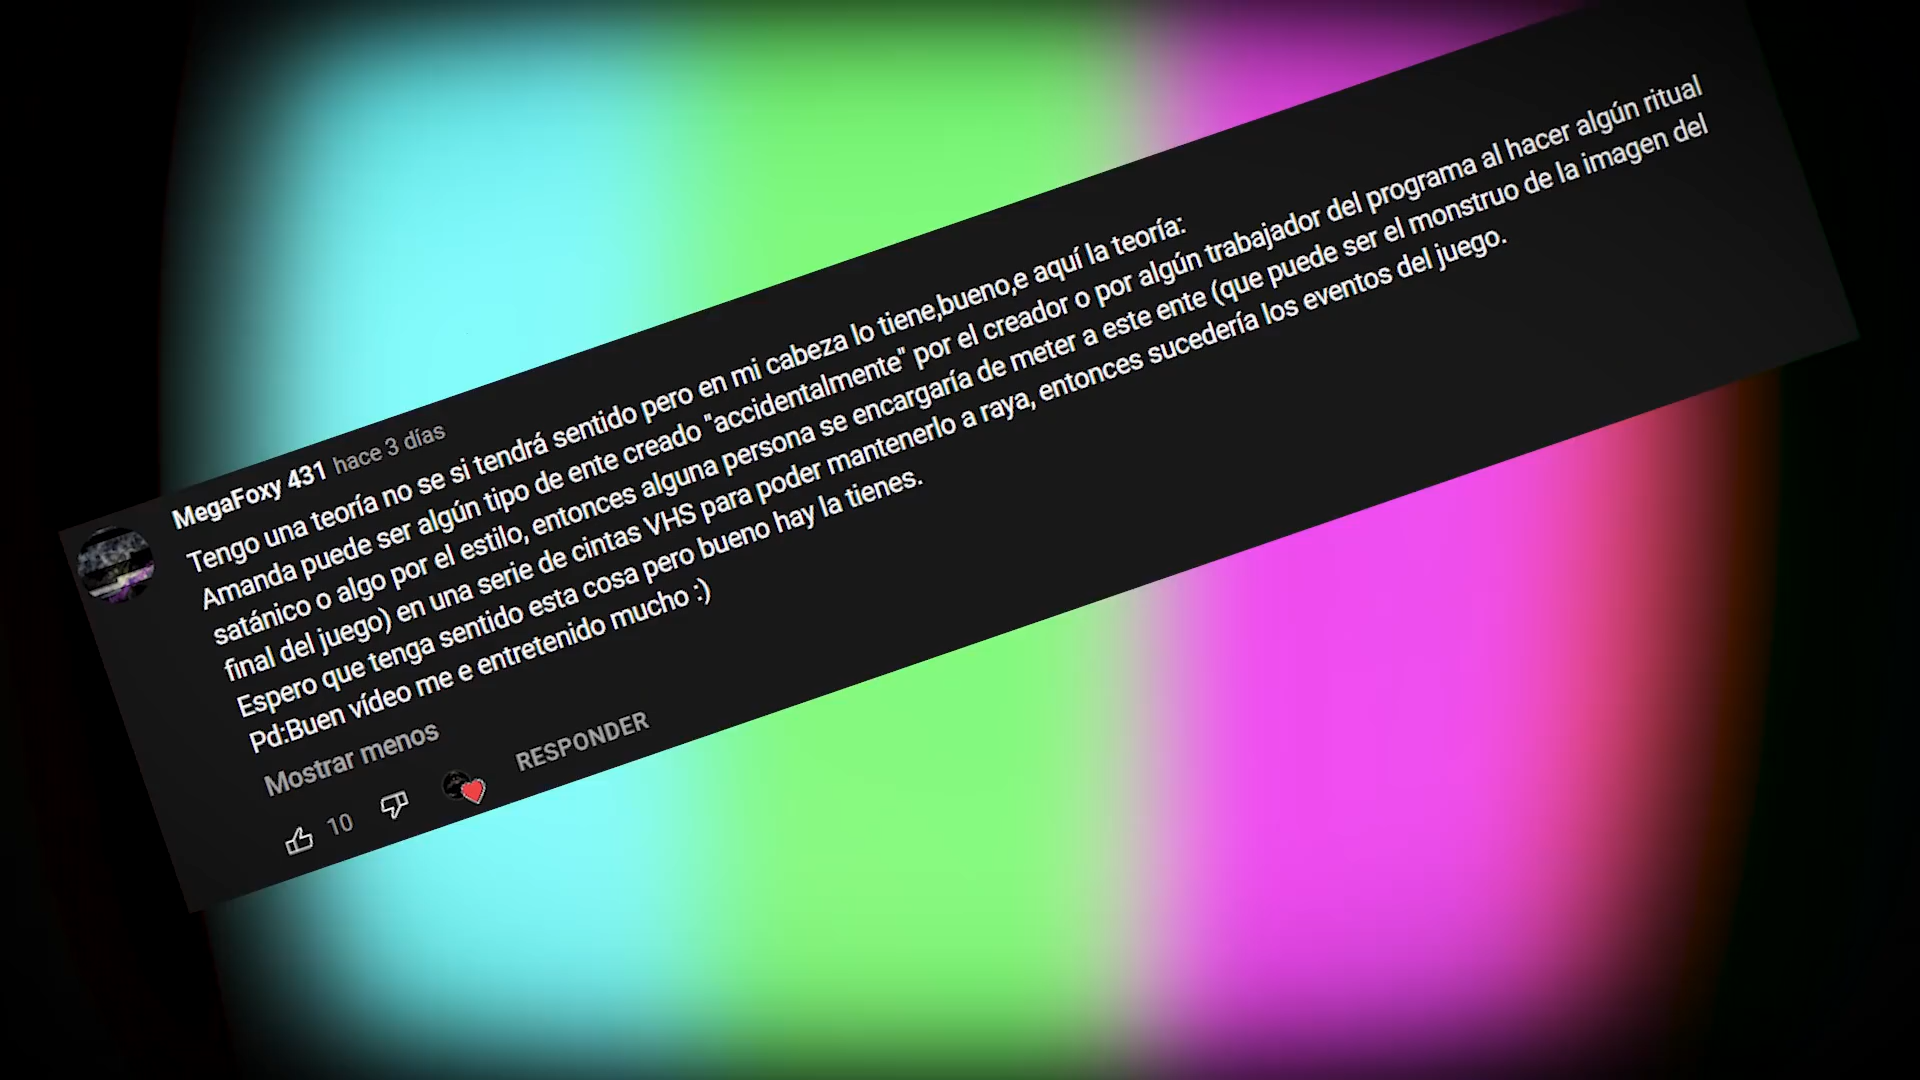 MegaFoxy 431 hace 3 días
Tengo una teoría no se si tendrá sentido pero en mi cabeza lo tiene,bueno,e aquí la teoría:
Amanda puede ser algún tipo de ente creado "accidentalmente" por el creador o por algún trabajador del programa al hacer algún ritual
satánico o algo por el estilo, entonces alguna persona se encargaría de meter a este ente (que puede ser el monstruo de la imagen del
final del juego) en una serie de cintas VHS para poder mantenerlo a raya, entonces sucedería los eventos del juego.
Espero que tenga sentido esta cosa pero bueno hay la tienes.
Pd:Buen vídeo me e entretenido mucho :)
Mostrar menos
10 RESPONDER